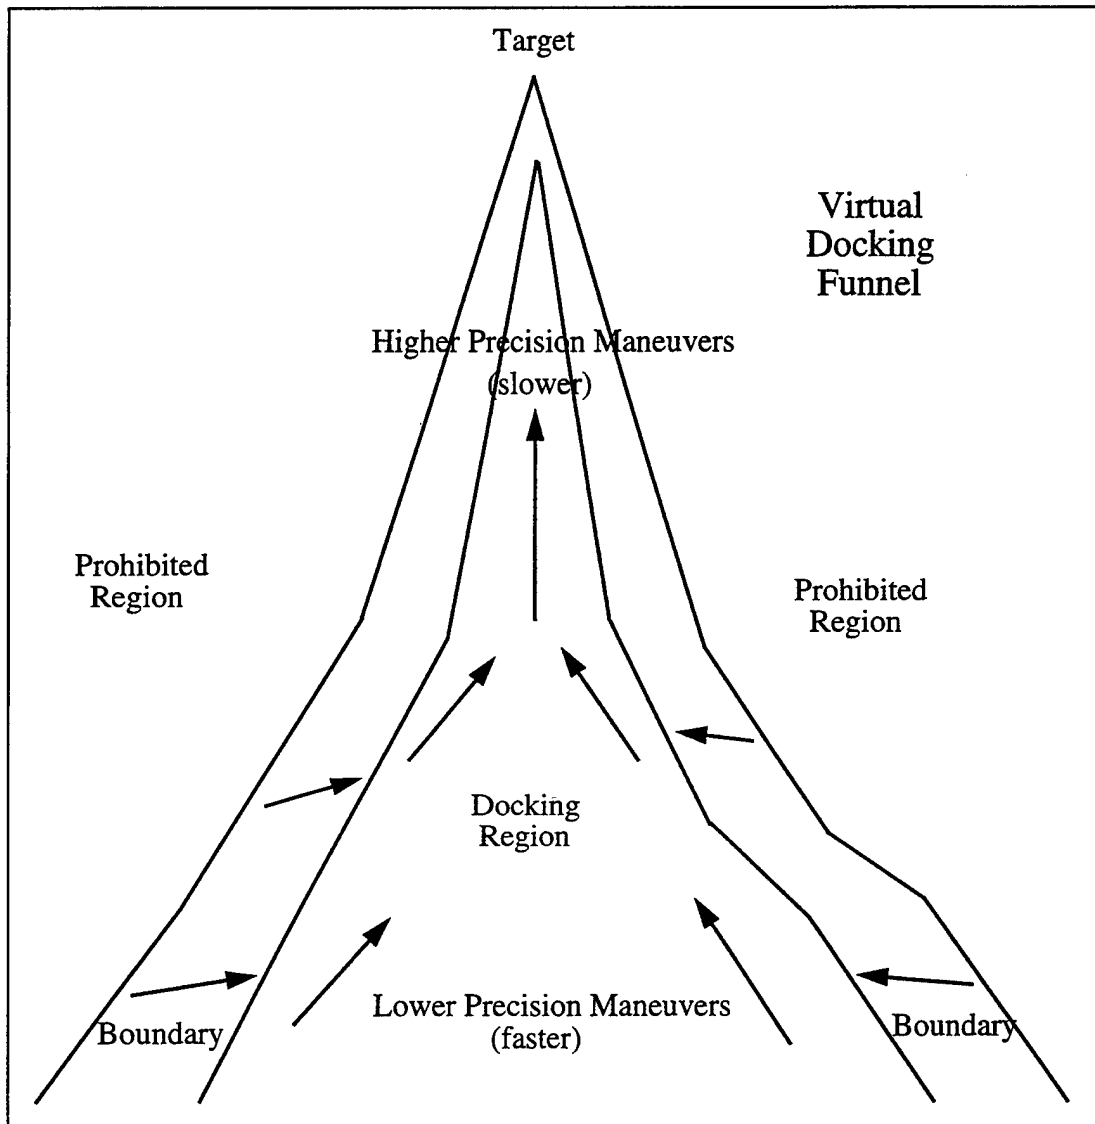 Target
Virtual
Docking
Funnel
Higher Precision Maneuvers
(slower)
Prohibited
Region
Prohibited
Region
Docking
Region
Lower Precision Maneuvers
(faster)
Boundary
Boundary